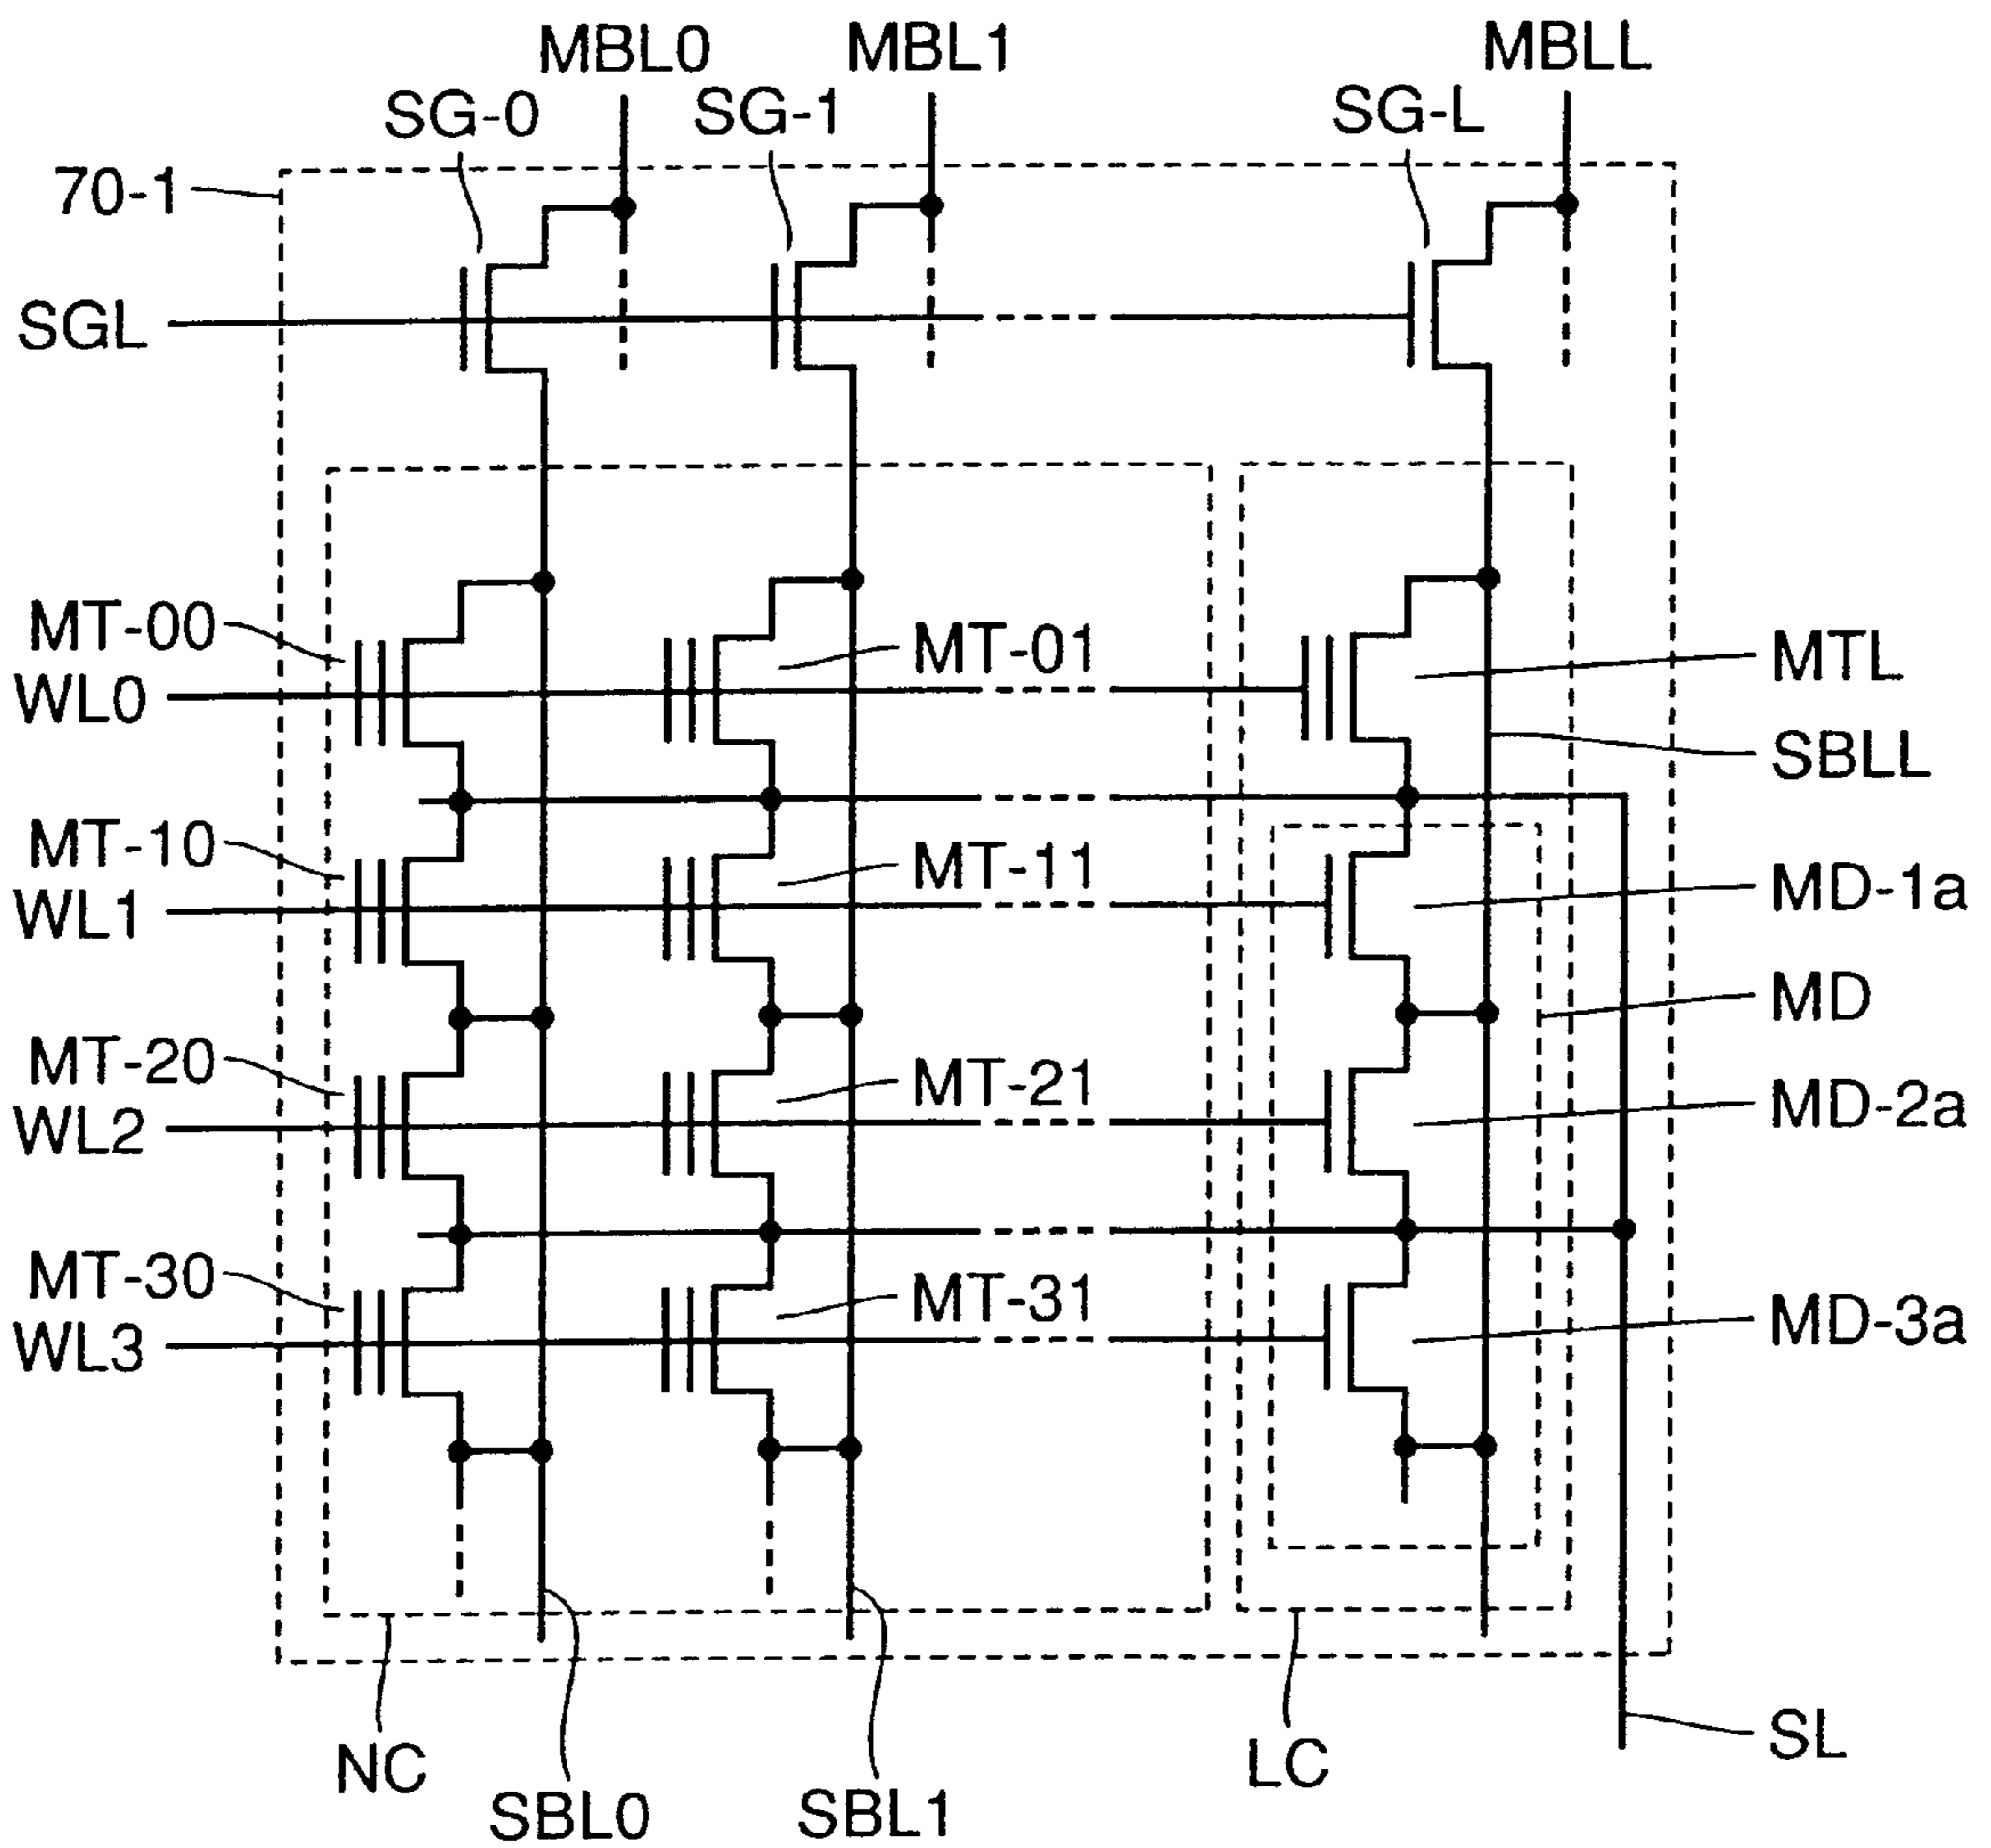 MBL0 MBL1 MBLL
SG-0 SG-1 SG-L
70-1
SGL
MT-00 MT-01 MTL
WL0
SBLL
MT-10 MT-11 MD-1a
WL1
MD
MT-20 MT-21 MD-2a
WL2
MT-30 MT-31 MD-3a
WL3
SL
NC LC
SBL0 SBL1